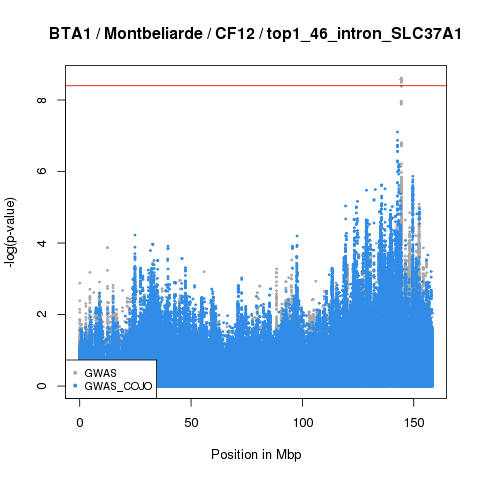 BTA1 / Montbeliarde / CF12 / top1_46_intron_SLC37A1
-log(p-value)
8
6
4
2
0
GWAS
GWAS_COJO
0
50
100
150
Position in Mbp